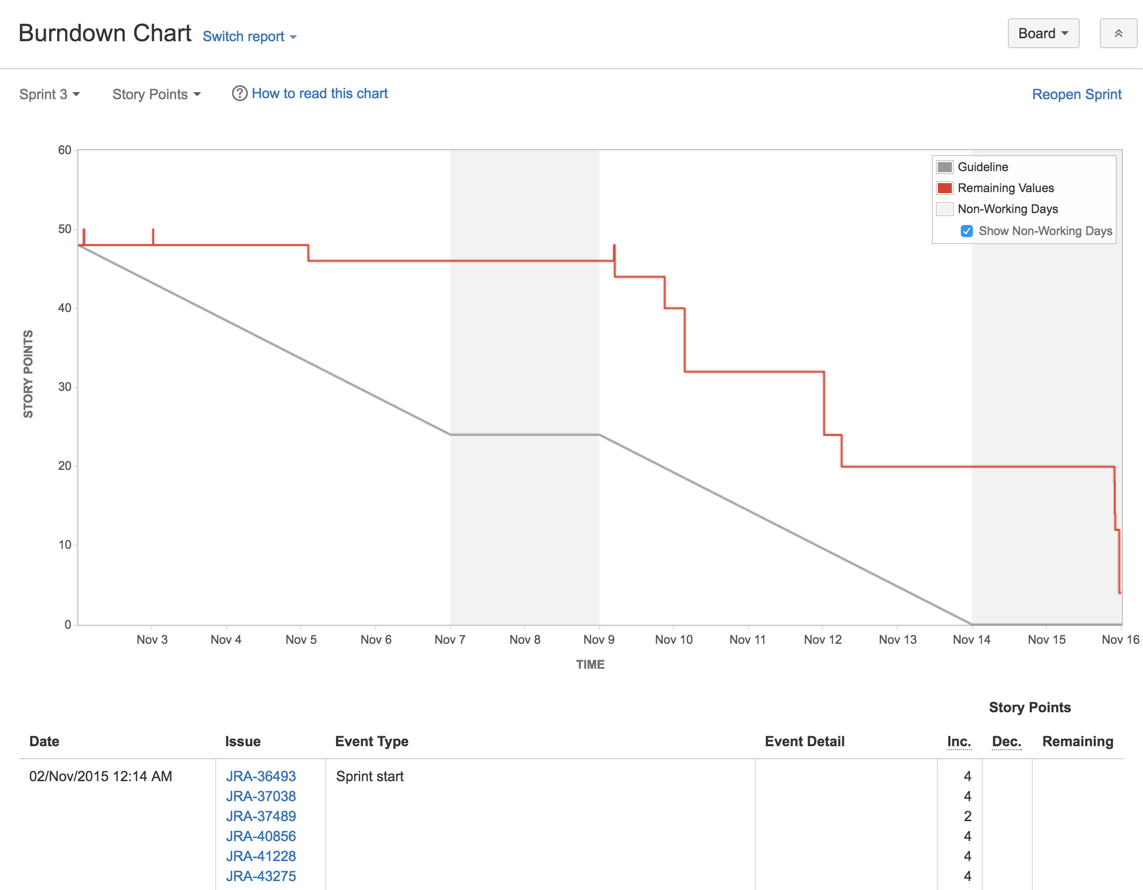 Burndown Chart Switch report
Board
Sprint 3 Story Points ? How to read this chart Reopen Sprint
60
50
40
30
20
10
0
STORY POINTS
Guideline
Remaining Values
Non-Working Days
Show Non-Working Days
Nov 3 Nov 4 Nov 5 Nov 6 Nov 7 Nov 8 Nov 9 Nov 10 Nov 11 Nov 12 Nov 13 Nov 14 Nov 15 Nov 16
TIME
Story Points
Date Issue Event Type Event Detail Inc. Dec. Remaining
02/Nov/2015 12:14 AM JRA-36493 Sprint start 4
JRA-37038 4
JRA-37489 2
JRA-40856 4
JRA-41228 4
JRA-43275 4